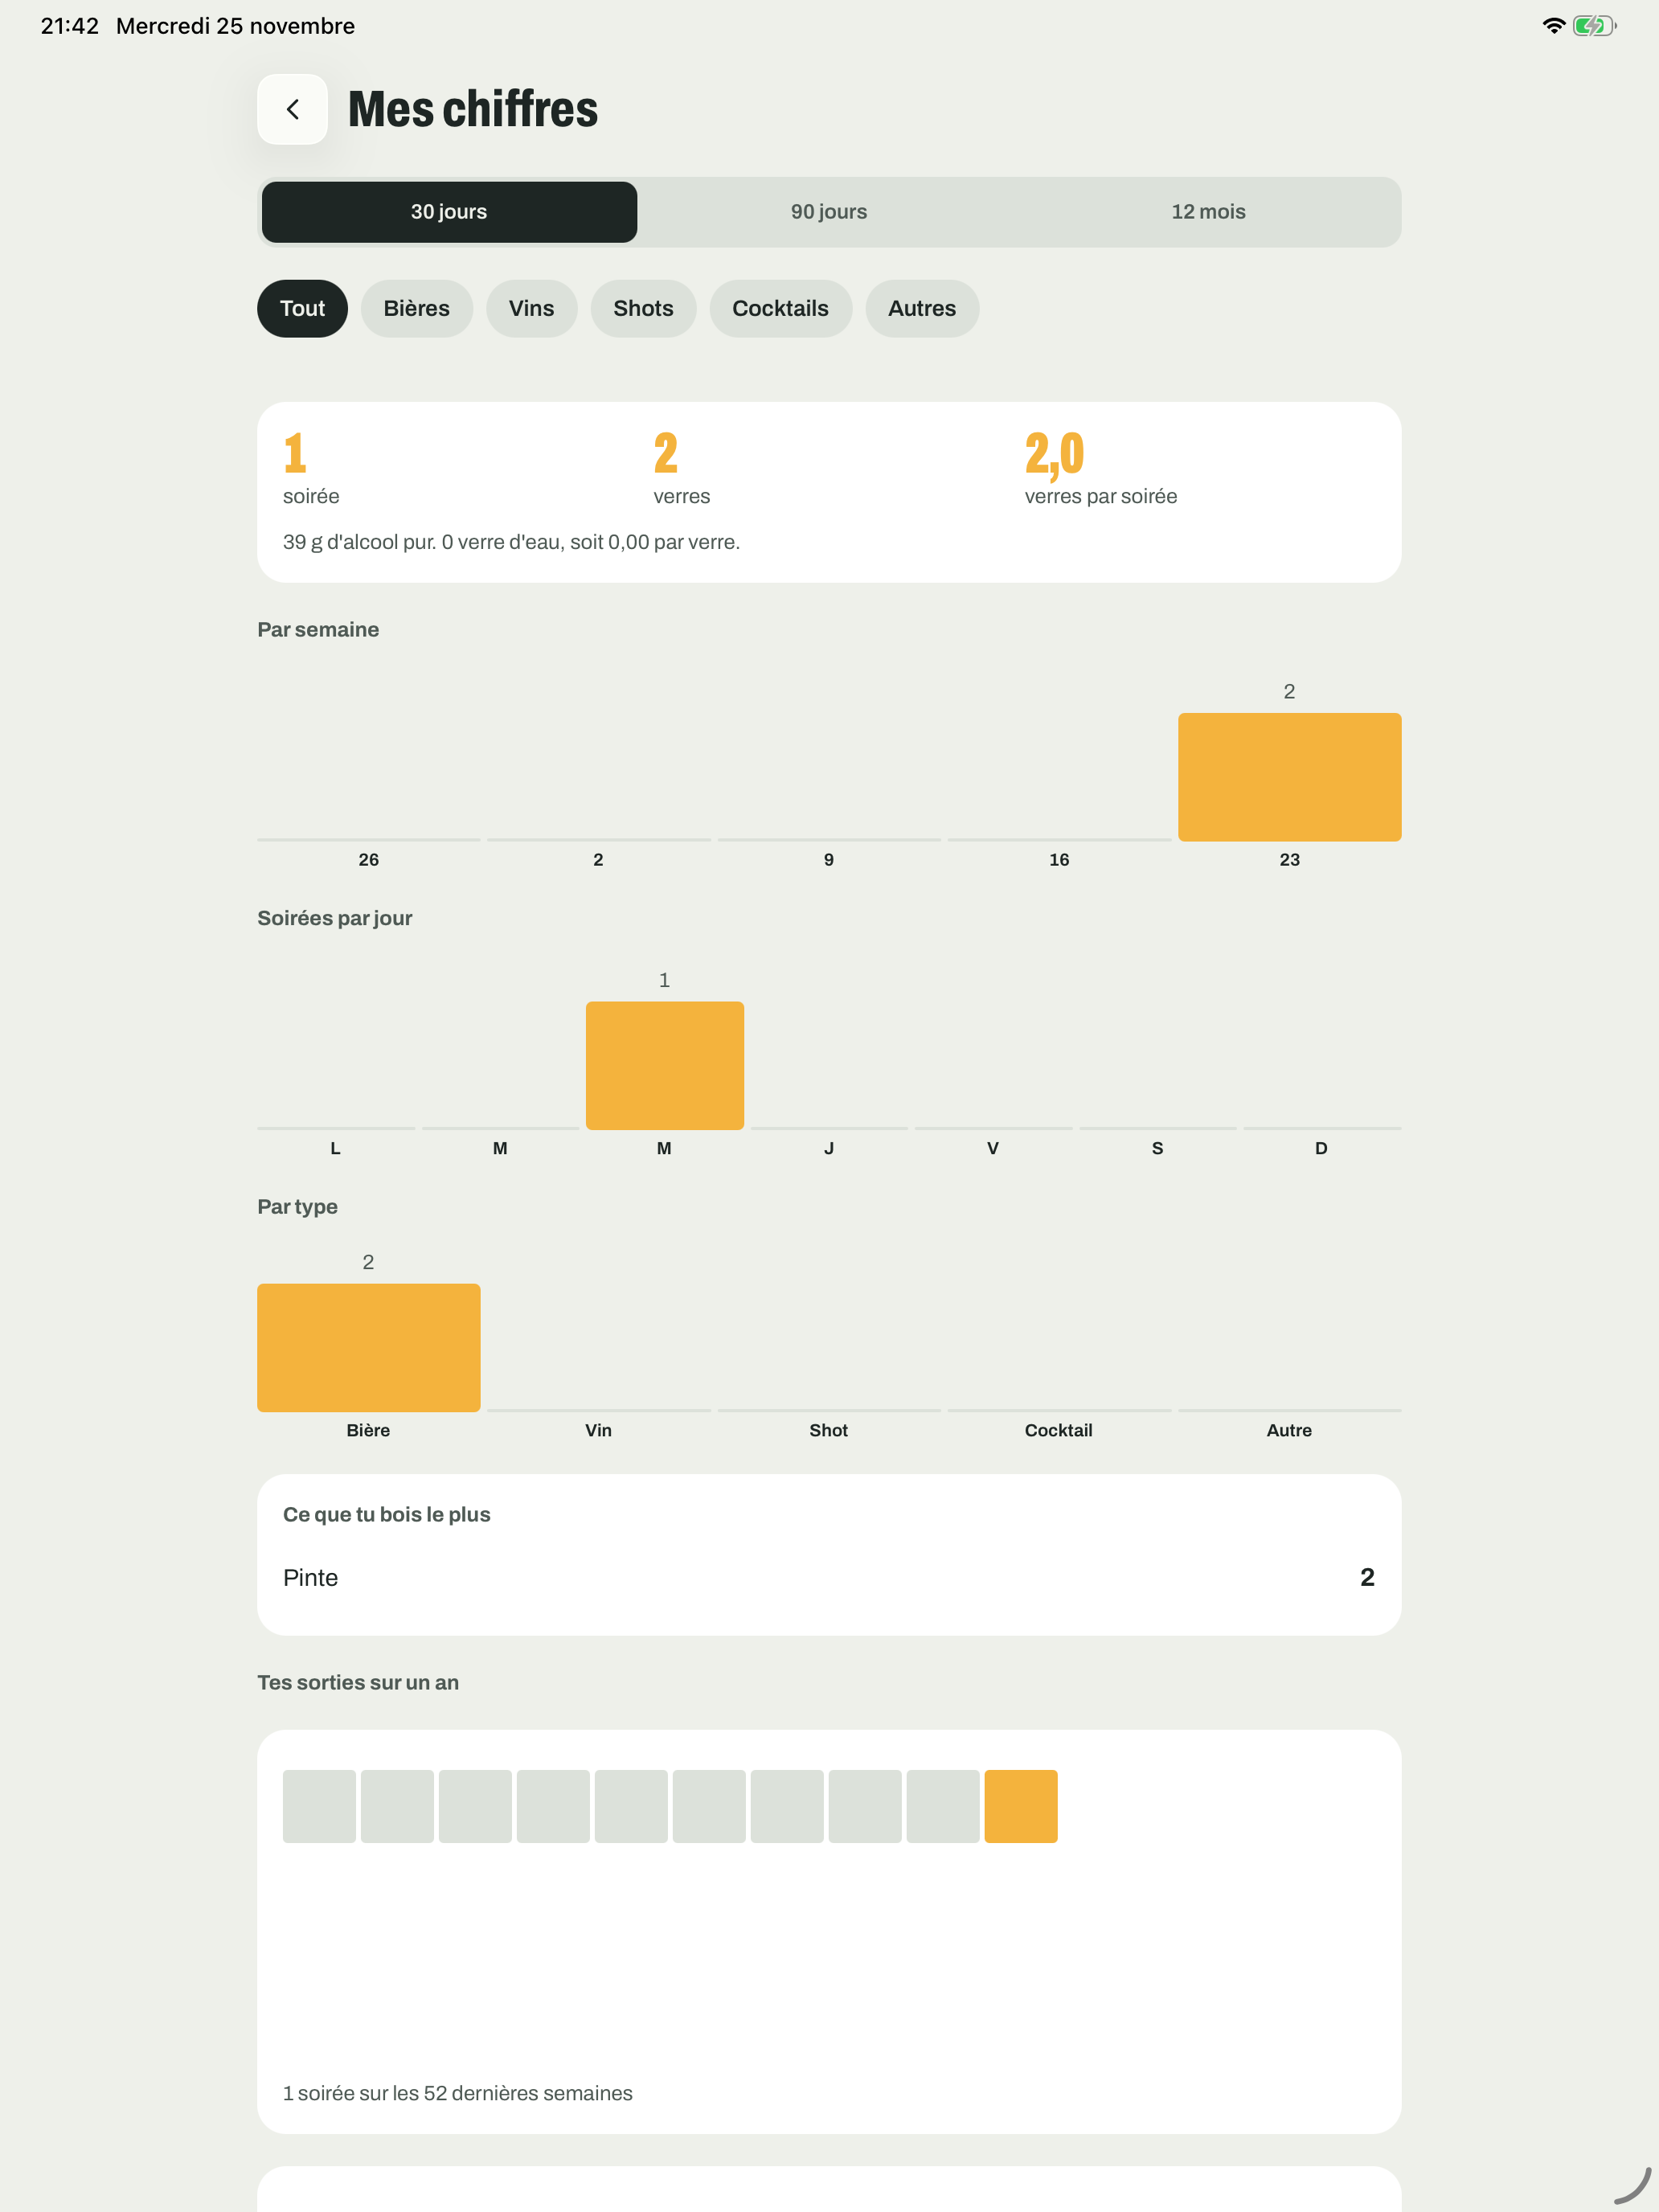 21:42 Mercredi 25 novembre
Mes chiffres
30 jours 90 jours 12 mois
Tout Bières Vins Shots Cocktails Autres
1 2 2,0
soirée verres verres par soirée
39 g d'alcool pur. 0 verre d'eau, soit 0,00 par verre.
Par semaine
2
26 2 9 16 23
Soirées par jour
1
L M M J V S D
Par type
2
Bière Vin Shot Cocktail Autre
Ce que tu bois le plus
Pinte 2
Tes sorties sur un an
1 soirée sur les 52 dernières semaines